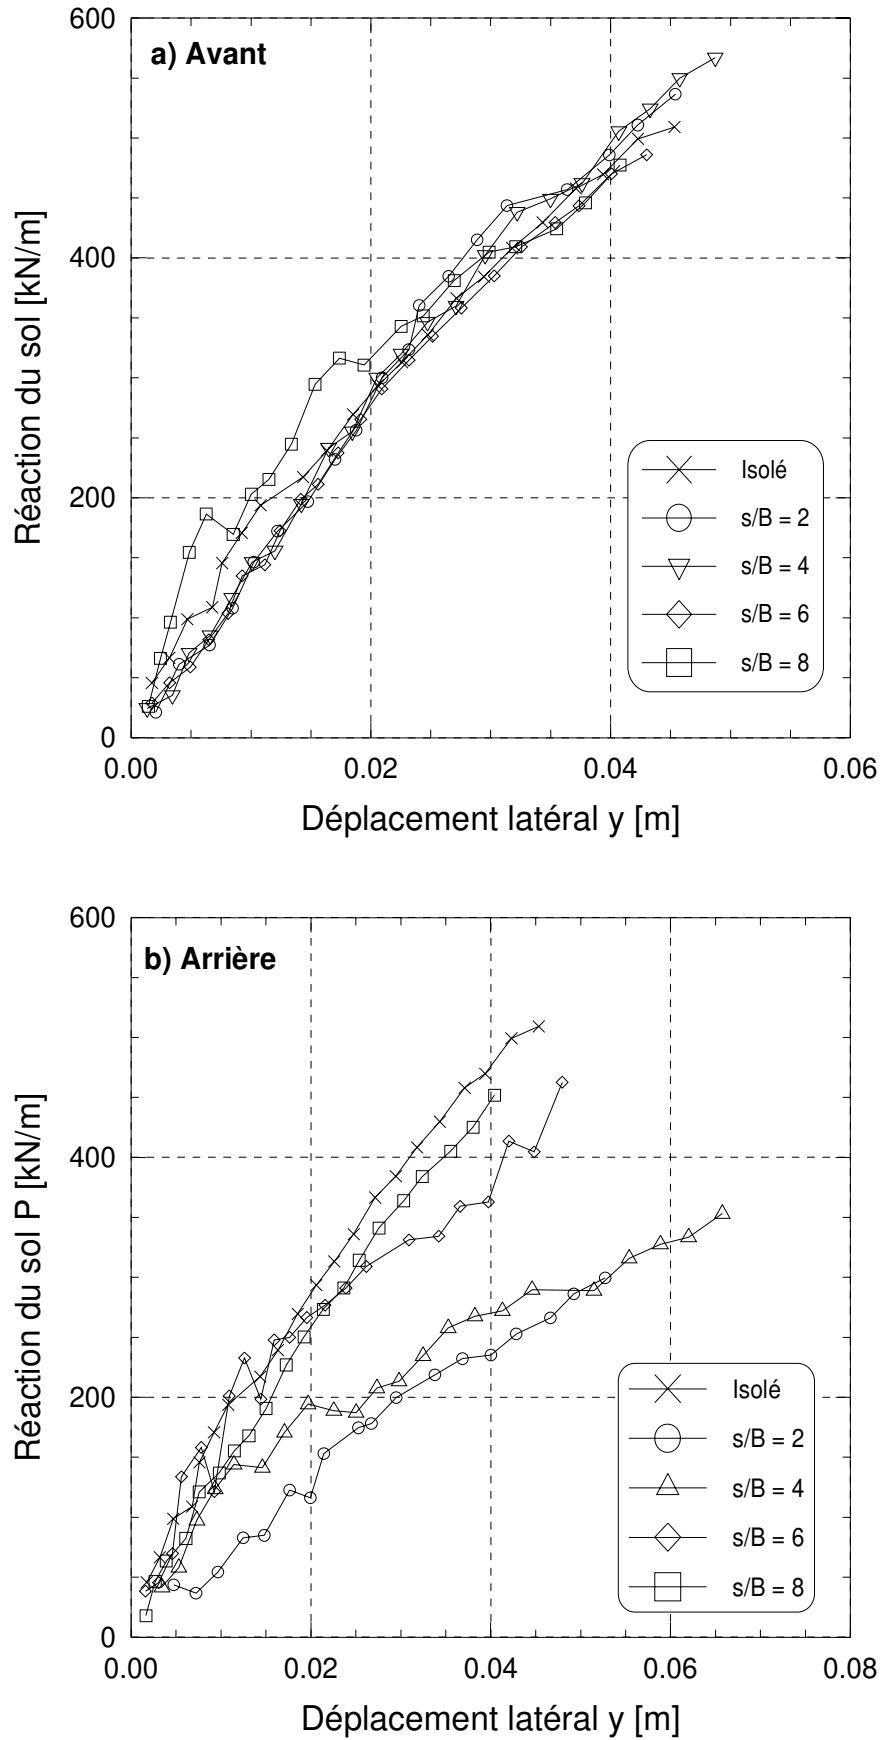 a) Avant
600
400
200
0
Réaction du sol [kN/m]
Isolé
s/B = 2
s/B = 4
s/B = 6
s/B = 8
0.00 0.02 0.04 0.06
Déplacement latéral y [m]
b) Arrière
600
400
200
0
Réaction du sol P [kN/m]
Isolé
s/B = 2
s/B = 4
s/B = 6
s/B = 8
0.00 0.02 0.04 0.06 0.08
Déplacement latéral y [m]